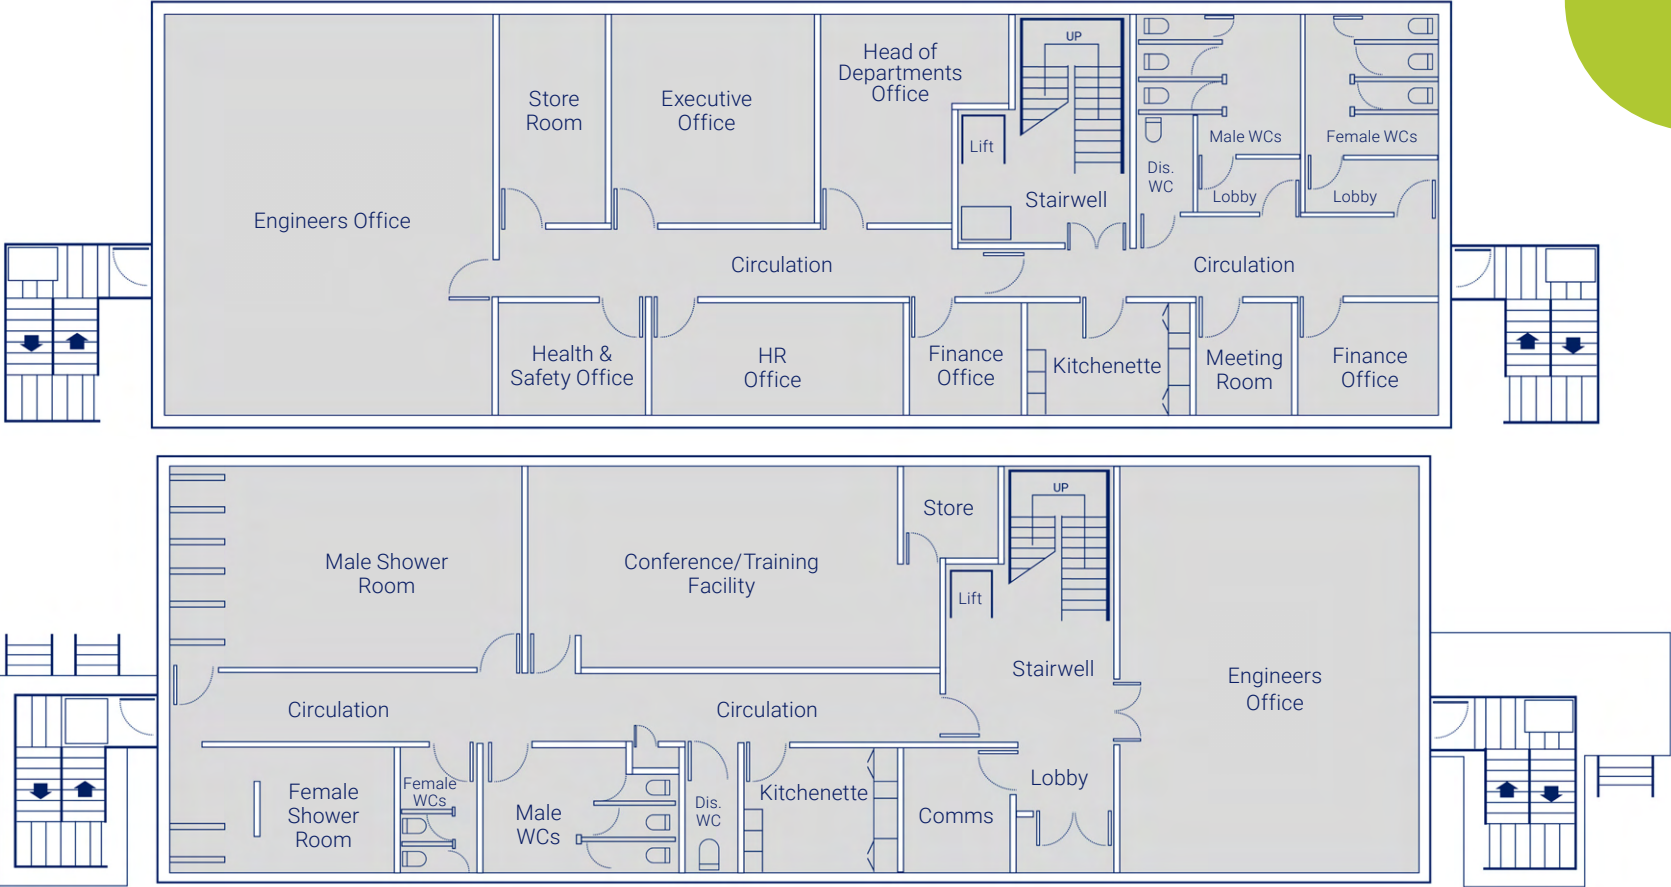 UP
Head of
Departments
Office
Store
Room
Executive
Office
Male WCs
Female WCs
Lift
Dis.
WC
Stairwell
Lobby
Lobby
Engineers Office
Circulation
Circulation
Health &
Safety Office
HR
Office
Finance
Office
Kitchenette
Meeting
Room
Finance
Office
UP
Store
Male Shower
Room
Conference/Training
Facility
Lift
Stairwell
Engineers
Office
Circulation
Circulation
Female
Shower
Room
Female
WCs
Male
WCs
Dis.
WC
Kitchenette
Comms
Lobby